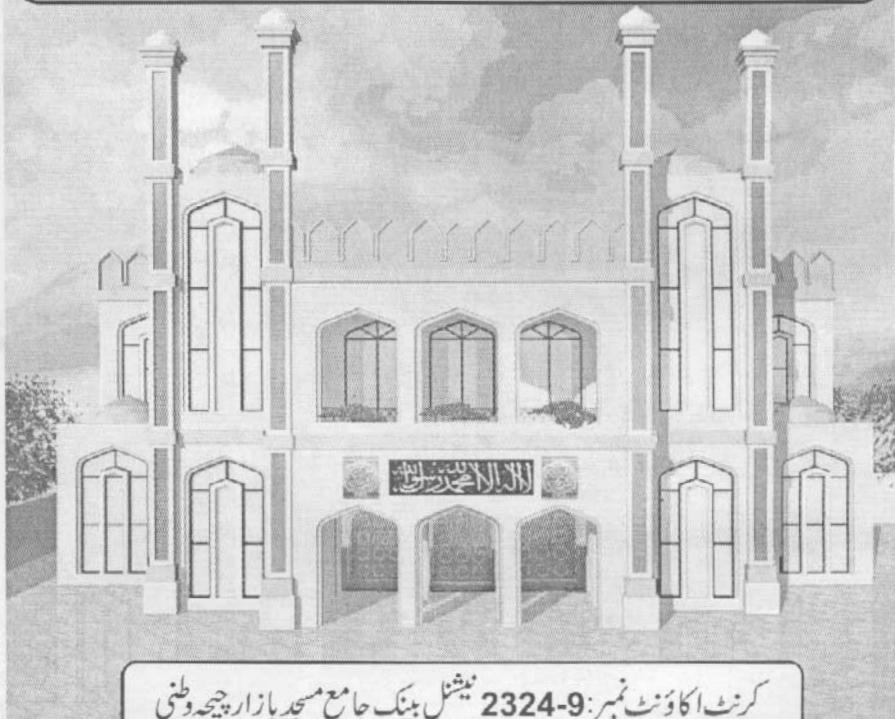 لا الہ الا اللہ محمد رسول اللہ
کرنٹ اکاؤنٹ نمبر:9-2324 نیشنل بینک جامع مسجد بازار چیچہ وطنی